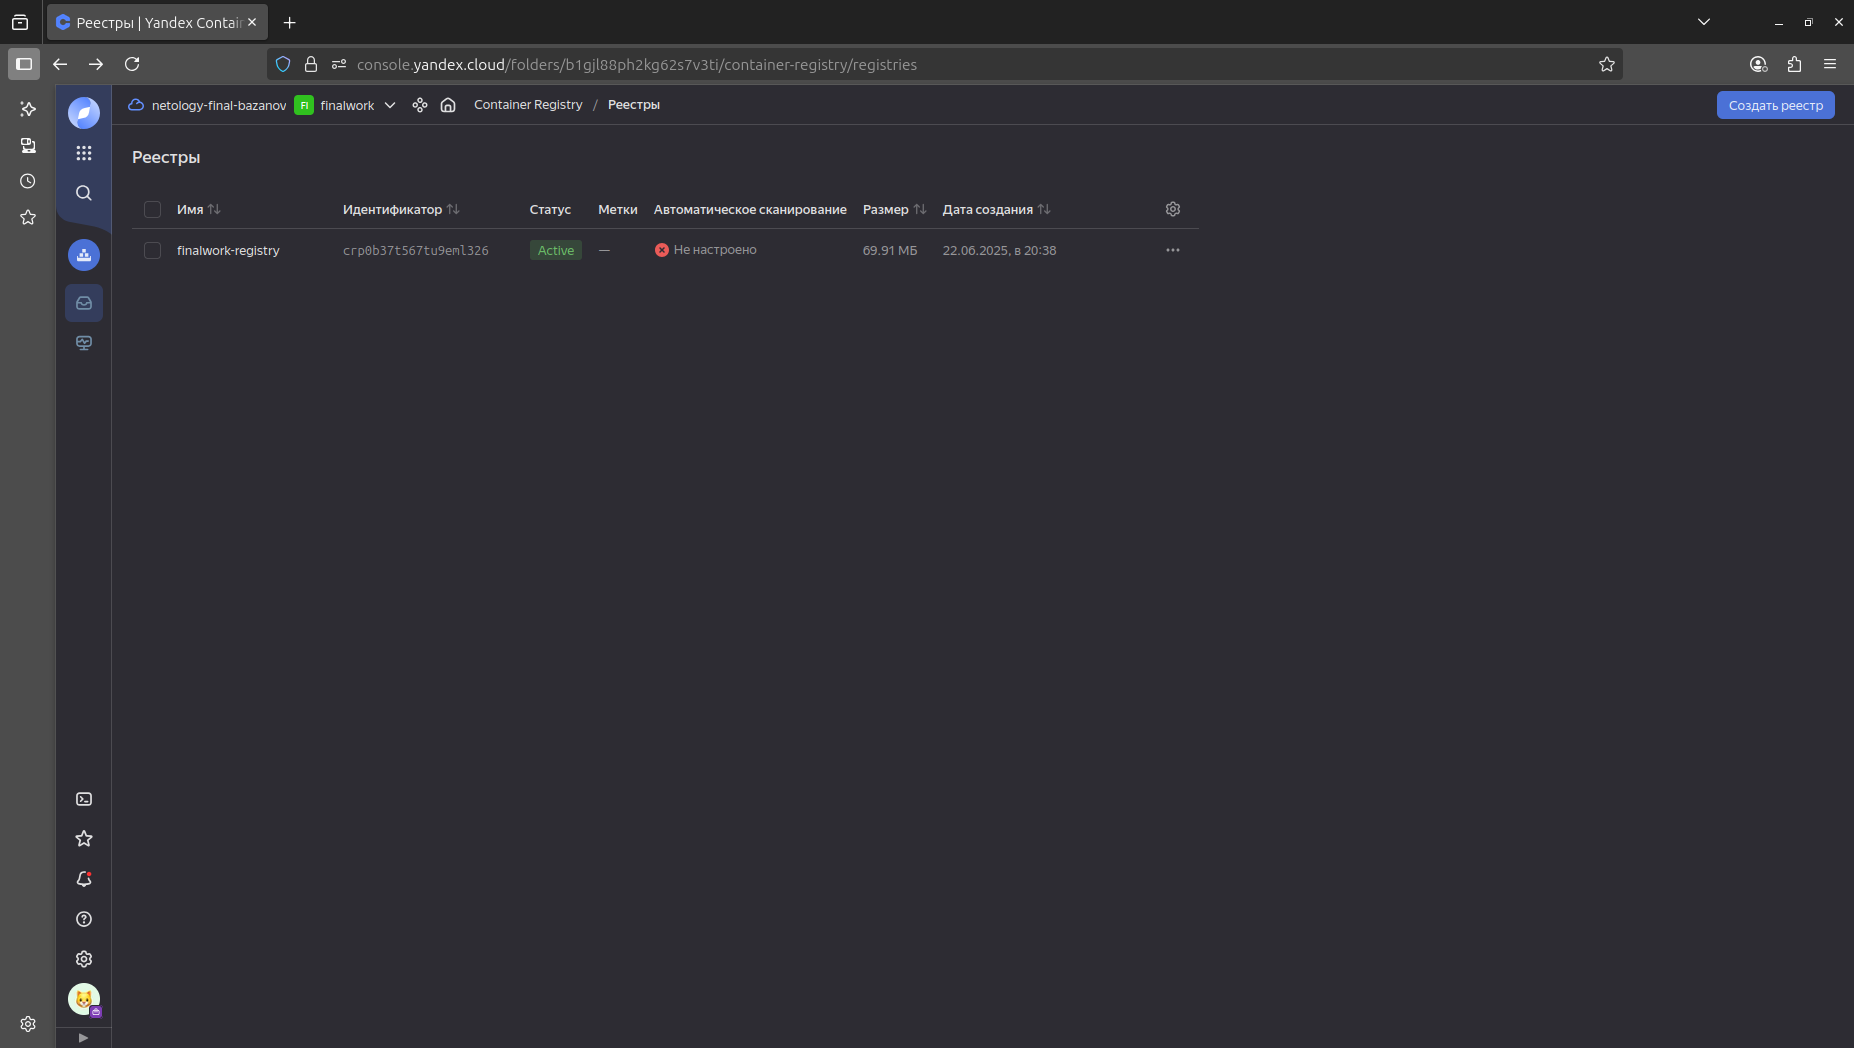 Реестры | Yandex Contai
console.yandex.cloud/folders/b1gjl88ph2kg62s7v3ti/container-registry/registries
netology-final-bazanov FI finalwork Container Registry / Реестры Создать реестр
Реестры
Имя Идентификатор Статус Метки Автоматическое сканирование Размер Дата создания
finalwork-registry crp0b37t567tu9eml326 Active — Не настроено 69.91 МБ 22.06.2025, в 20:38